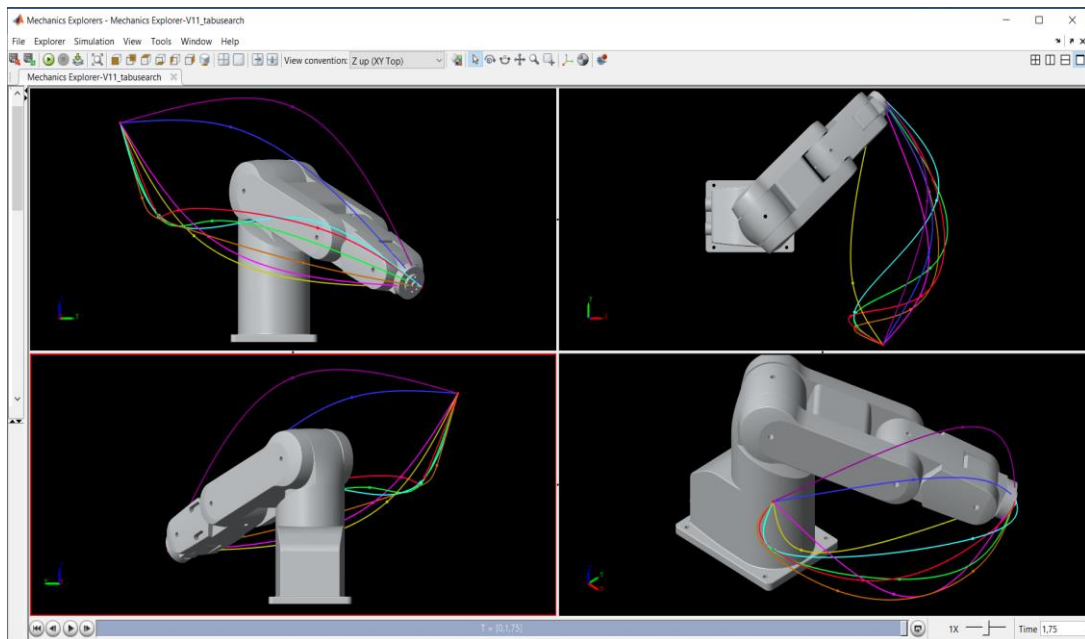 Mechanics Explorers - Mechanics Explorer-V11_tabusearch
File Explorer Simulation View Tools Window Help
View convention: Z up (XY Top)
Mechanics Explorer-V11_tabusearch
T = [0,1,75]
1X Time 1,75